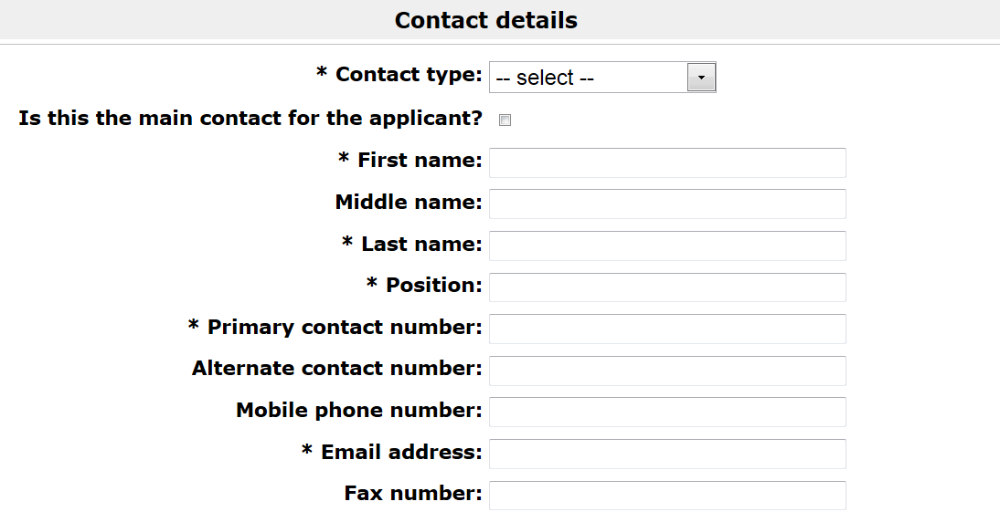 Contact details
* Contact type: -- select --
Is this the main contact for the applicant?
* First name:
Middle name:
* Last name:
* Position:
* Primary contact number:
Alternate contact number:
Mobile phone number:
* Email address:
Fax number: